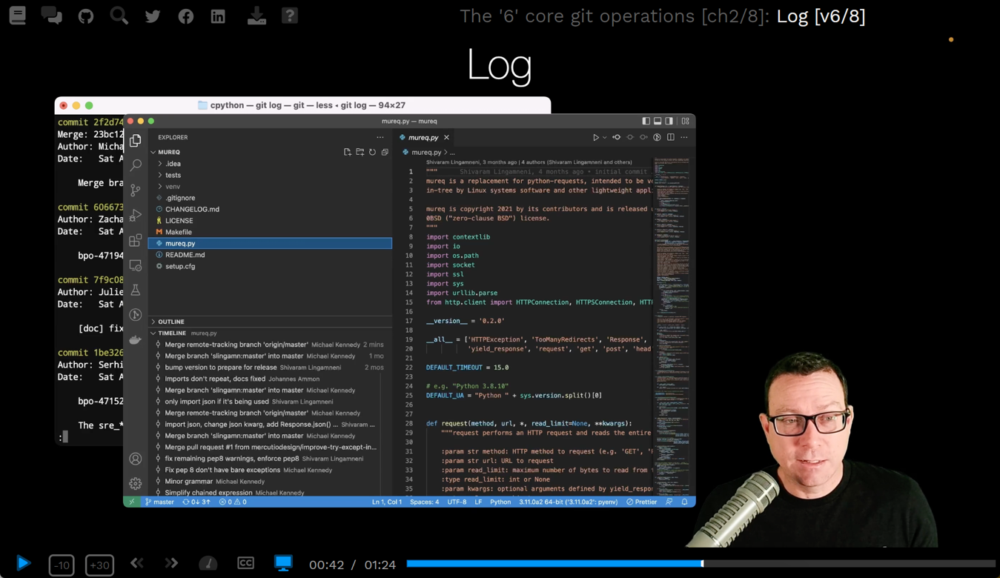 The '6' core git operations [ch2/8]: Log [v6/8]
Log
cpython — git log — git — less ◂ git log — 94×27
commit 2f2d74
Merge: 23bc12
Author: Micha
Date: Sat A
Merge bra
commit 606673
Author: Zacha
Date: Sat A
bpo-47194
commit 7f9c08
Author: Julie
Date: Sat A
[doc] fix
commit 1be326
Author: Serhi
Date: Sat A
bpo-47152
The sre_*
:
mureq.py — mureq
EXPLORER
MUREQ
.idea
tests
venv
.gitignore
CHANGELOG.md
LICENSE
Makefile
mureq.py
README.md
setup.cfg
OUTLINE
TIMELINE mureq.py
Merge remote-tracking branch 'origin/master' Michael Kennedy 2 mins
Merge branch 'slingamn:master' into master Michael Kennedy 1 mo
bump version to prepare for release Shivaram Lingamneni 2 mos
Imports don't repeat, docs fixed Johannes Ammon
Merge branch 'slingamn:master' into master Michael Kennedy
only import json if it's being used Shivaram Lingamneni
Merge remote-tracking branch 'origin/master' Michael Kennedy
import json, change json kwarg, add Response.json() ... Shivaram ...
Merge branch 'slingamn:master' into master Michael Kennedy
Merge pull request #1 from mercutiodesign/improve-try-except-in...
fix remaining pep8 warnings, enforce pep8 Shivaram Lingamneni
Fix pep 8 don't have bare exceptions Michael Kennedy
Minor grammar Michael Kennedy
Simplify chained expression Michael Kennedy
mureq.py
mureq.py > ...
Shivaram Lingamneni, 3 months ago | 4 authors (Shivaram Lingamneni and others)
1 """ Shivaram Lingamneni, 4 months ago • initial commit
2 mureq is a replacement for python-requests, intended to be ve
3 in-tree by Linux systems software and other lightweight appli
4
5 mureq is copyright 2021 by its contributors and is released u
6 0BSD ("zero-clause BSD") license.
7 """
8 import contextlib
9 import io
10 import os.path
11 import socket
12 import ssl
13 import sys
14 import urllib.parse
15 from http.client import HTTPConnection, HTTPSConnection, HTT
16
17 __version__ = '0.2.0'
18
19 __all__ = ['HTTPException', 'TooManyRedirects', 'Response',
20 'yield_response', 'request', 'get', 'post', 'head
21
22 DEFAULT_TIMEOUT = 15.0
23
24 # e.g. "Python 3.8.10"
25 DEFAULT_UA = "Python " + sys.version.split()[0]
26
27
28 def request(method, url, *, read_limit=None, **kwargs):
29 """request performs an HTTP request and reads the entire
30
31 :param str method: HTTP method to request (e.g. 'GET', '
32 :param str url: URL to request
33 :param read_limit: maximum number of bytes to read from
34 :type read_limit: int or None
35 :param kwargs: optional arguments defined by yield_respon
master 0↓ 3↑ 0 0 Ln 1, Col 1 Spaces: 4 UTF-8 LF Python 3.11.0a2 64-bit ('3.11.0a2': pyenv) Prettier
-10 +30 CC 00:42 / 01:24